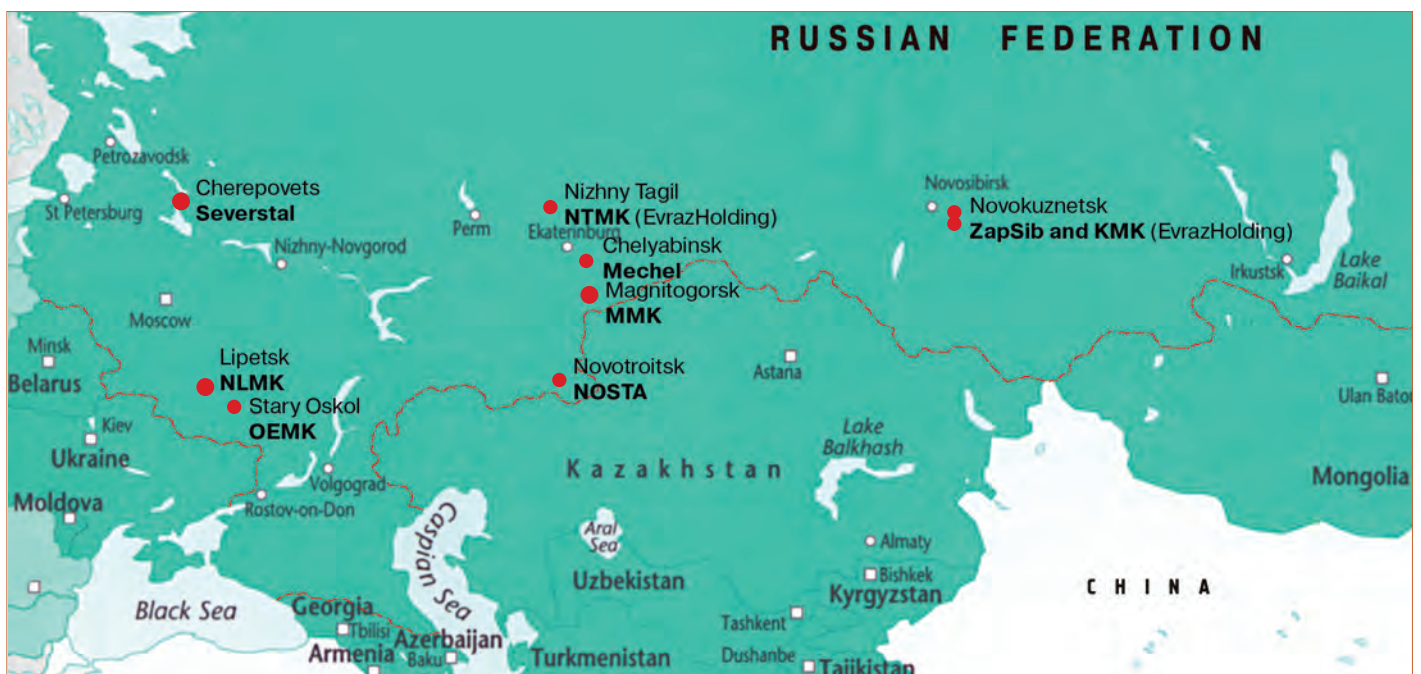 RUSSIAN FEDERATION
Petrozavodsk
St Petersburg
Cherepovets
Severstal
Nizhny-Novgorod
Perm
Nizhny Tagil
NTMK (EvrazHolding)
Ekaterinburg
Chelyabinsk
Mechel
Magnitogorsk
MMK
Novosibirsk
Novokuznetsk
ZapSib and KMK (EvrazHolding)
Irkustsk
Lake
Baikal
Moscow
Minsk
Belarus
Lipetsk
NLMK
Stary Oskol
OEMK
Novotroitsk
NOSTA
Astana
Ulan Bator
Kiev
Ukraine
Volgograd
Lake
Balkhash
Kazakhstan
Mongolia
Moldova
Rostov-on-Don
Caspian Sea
Aral
Sea
Almaty
Uzbekistan
Bishkek
Kyrgyzstan
CHINA
Black Sea
Georgia
Tbilisi
Azerbaijan
Armenia
Baku
Turkmenistan
Tashkent
Dushanbe
Tajikistan